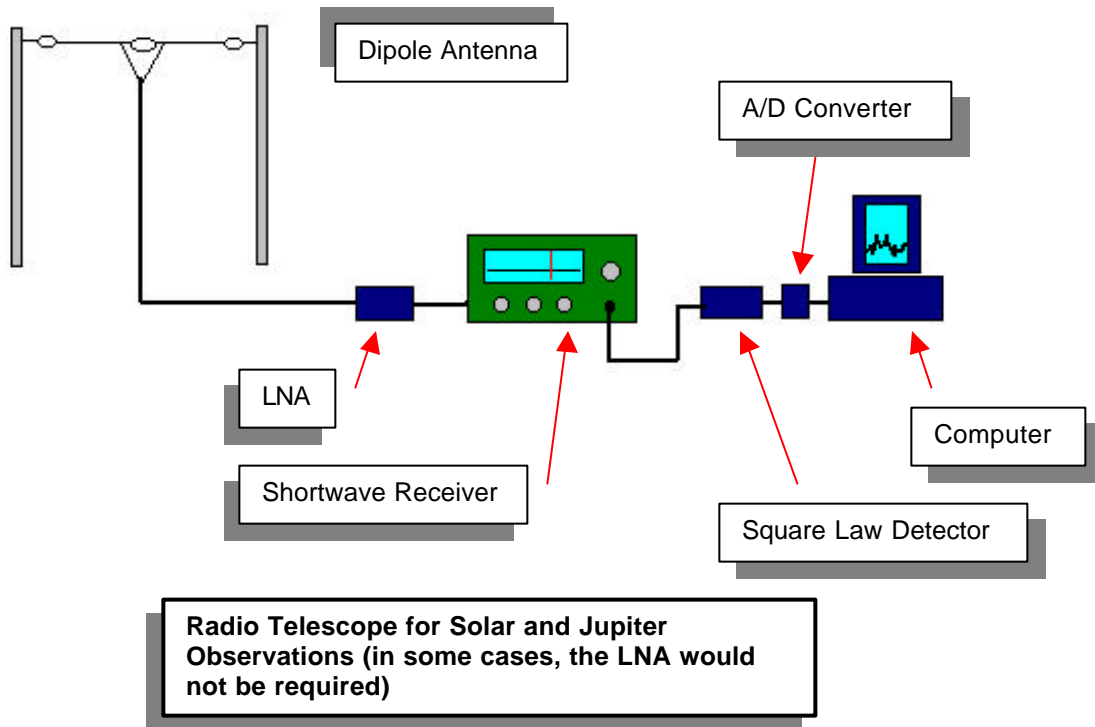 Dipole Antenna
A/D Converter
LNA
Computer
Shortwave Receiver
Square Law Detector
Radio Telescope for Solar and Jupiter
Observations (in some cases, the LNA would
not be required)